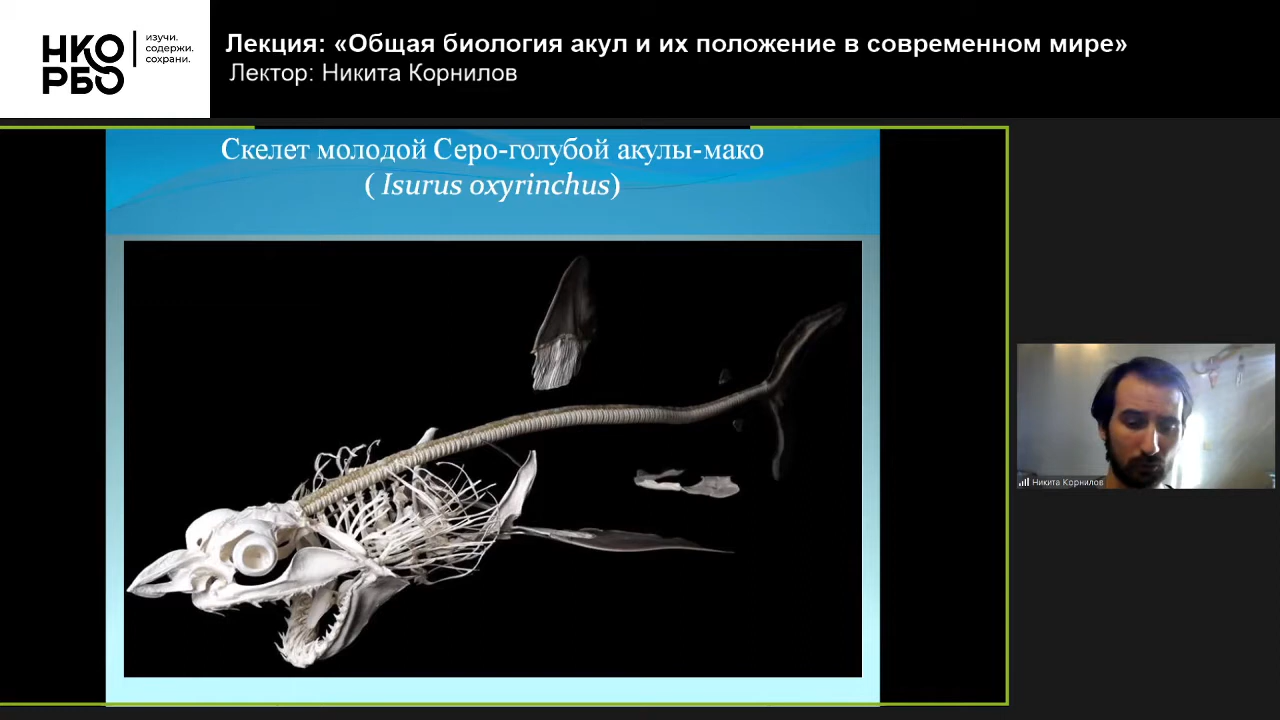 НКО
РБО
изучи.
содержи.
сохрани.
Лекция: «Общая биология акул и их положение в современном мире»
Лектор: Никита Корнилов
Скелет молодой Серо-голубой акулы-мако
( Isurus oxyrinchus)
Никита Корнилов